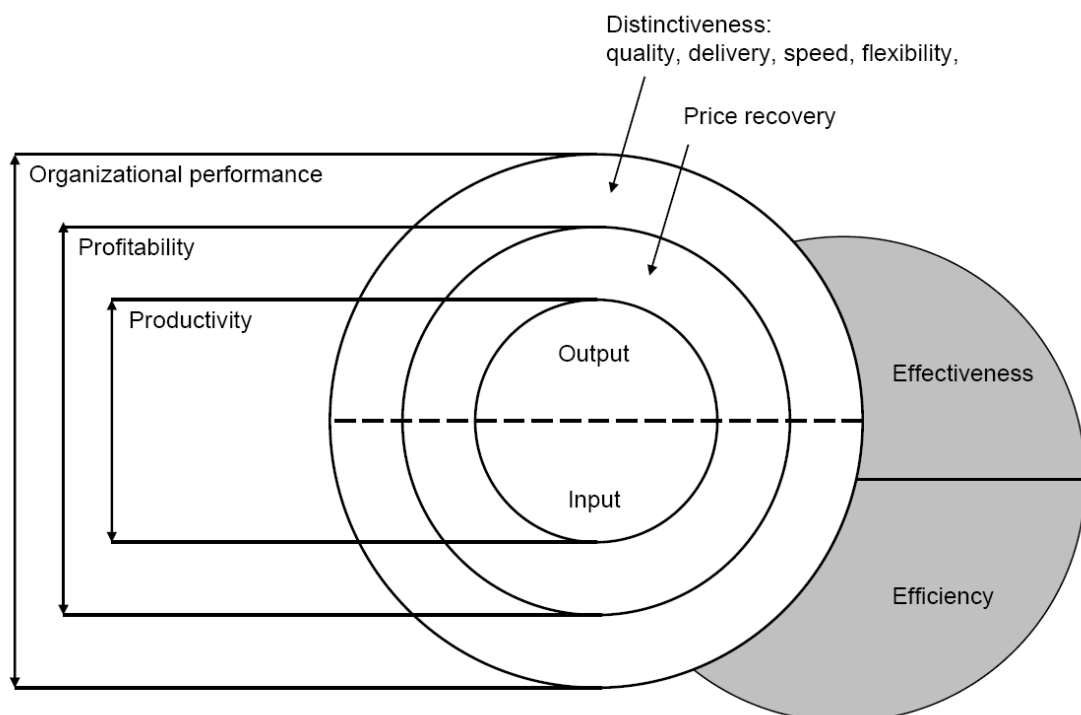 Distinctiveness:
quality, delivery, speed, flexibility,
Price recovery
Organizational performance
Profitability
Productivity
Output
Effectiveness
Input
Efficiency